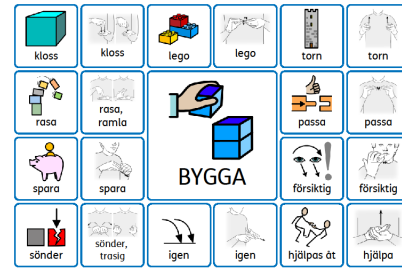 kloss
kloss
lego
lego
torn
torn
rasa
rasa,
ramla
BYGGA
passa
passa
spara
spara
försiktig
försiktig
sönder
sönder,
trasig
igen
igen
hjälpas åt
hjälpa